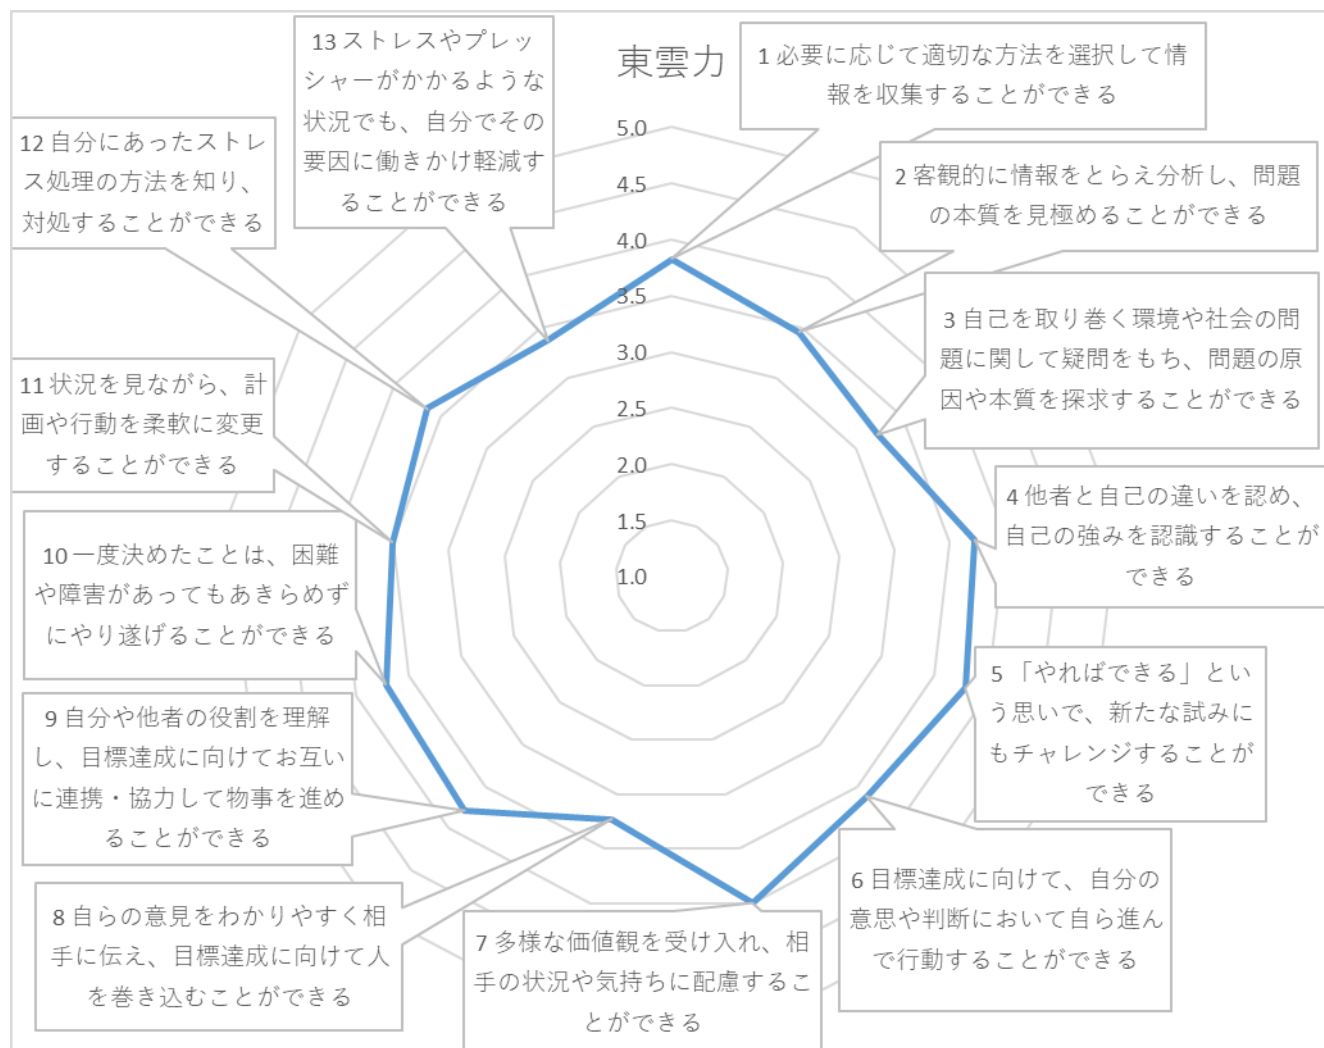 東雲力
1 必要に応じて適切な方法を選択して情
報を収集することができる
2 客観的に情報をとらえ分析し、問題
の本質を見極めることができる
3 自己を取り巻く環境や社会の問
題に関して疑問をもち、問題の原
因や本質を探求することができる
4 他者と自己の違いを認め、
自己の強みを認識することが
できる
5 「やればできる」とい
う思いで、新たな試みに
もチャレンジすることが
できる
6 目標達成に向けて、自分の
意思や判断において自ら進ん
で行動することができる
7 多様な価値観を受け入れ、相
手の状況や気持ちに配慮するこ
とができる
8 自らの意見をわかりやすく相
手に伝え、目標達成に向けて人
を巻き込むことができる
9 自分や他者の役割を理解
し、目標達成に向けてお互い
に連携・協力して物事を進め
ることができる
10 一度決めたことは、困難
や障害があってもあきらめず
にやり遂げることができる
11 状況を見ながら、計
画や行動を柔軟に変更
することができる
12 自分にあったストレ
ス処理の方法を知り、
対処することができる
13 ストレスやプレッ
シャーがかかるような
状況でも、自分でその
要因に働きかけ軽減す
ることができる
5.0
4.5
4.0
3.5
3.0
2.5
2.0
1.5
1.0